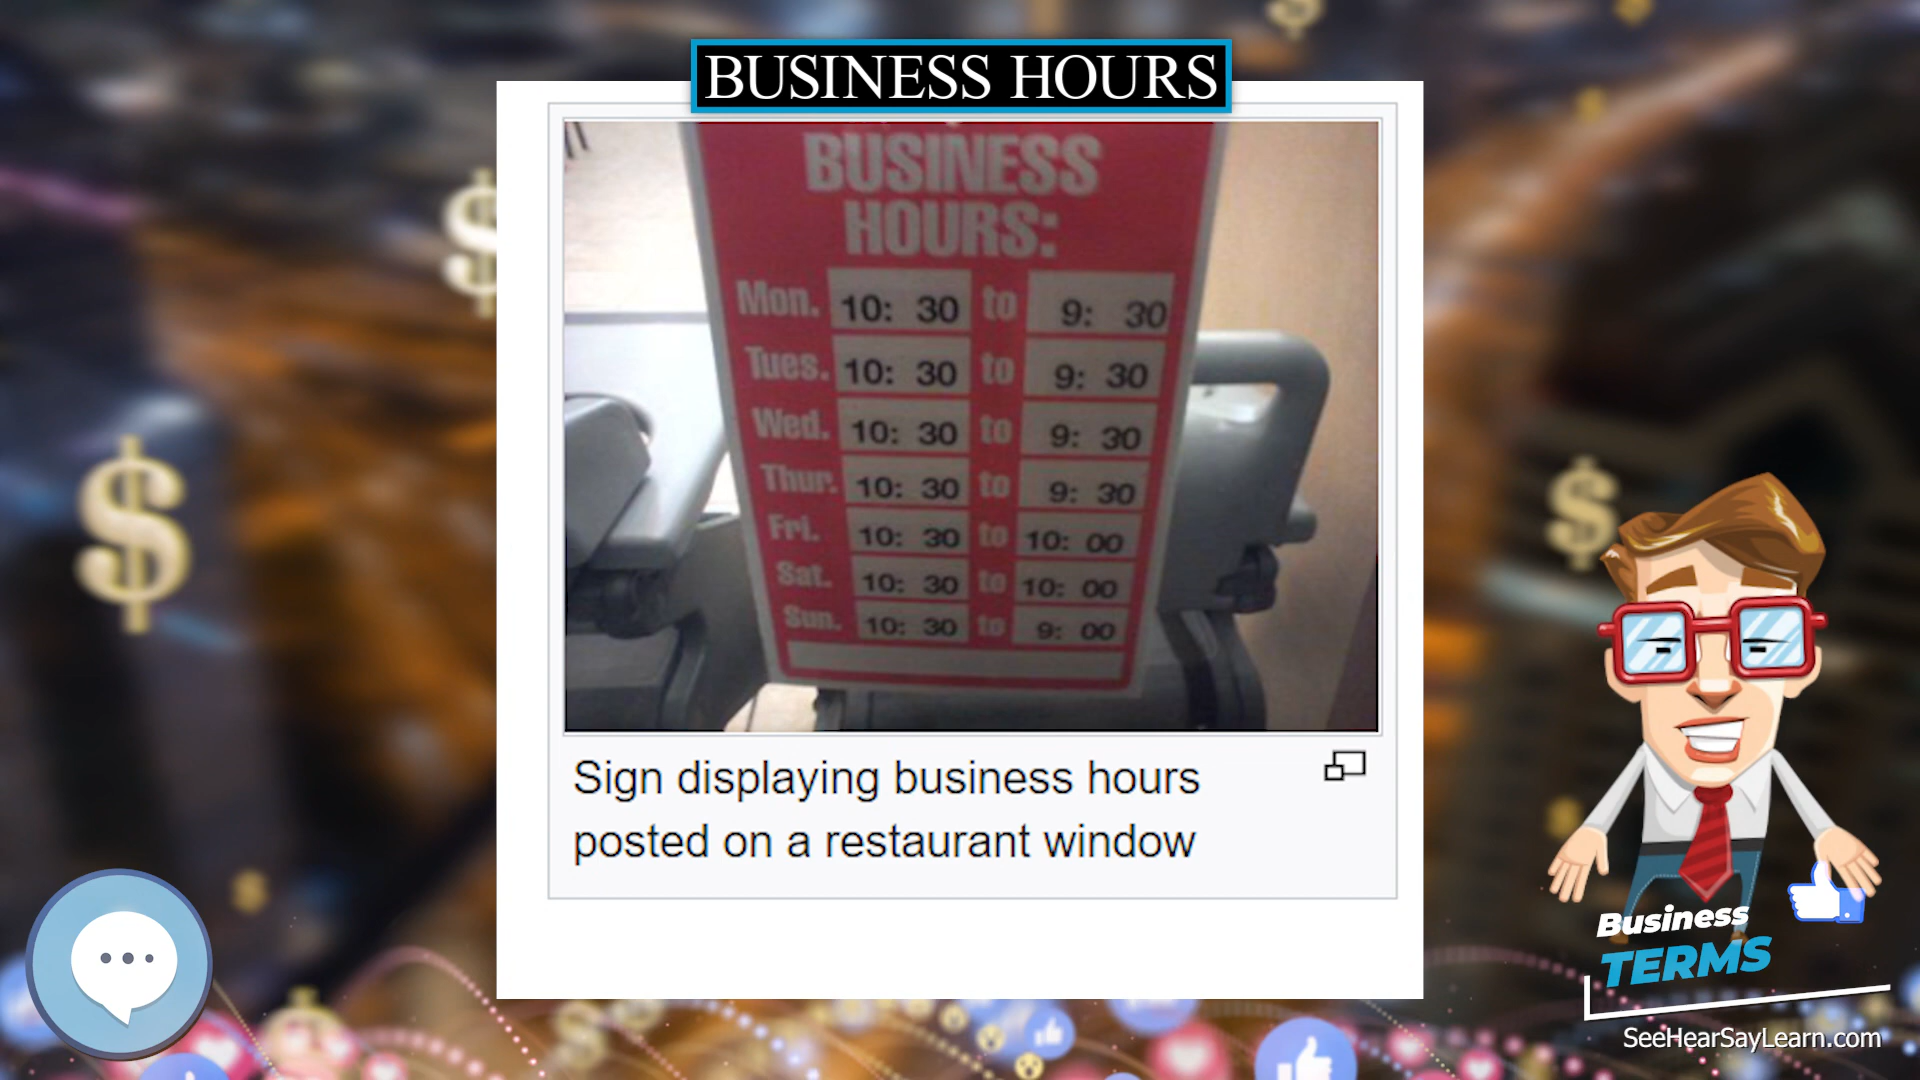 BUSINESS HOURS
BUSINESS
HOURS:
Mon. 10: 30 to 9: 30
Tues. 10: 30 to 9: 30
Wed. 10: 30 to 9: 30
Thur. 10: 30 to 9: 30
Fri. 10: 30 to 10: 00
Sat. 10: 30 to 10: 00
Sun. 10: 30 to 9: 00
Sign displaying business hours
posted on a restaurant window
Business
TERMS
SeeHearSayLearn.com